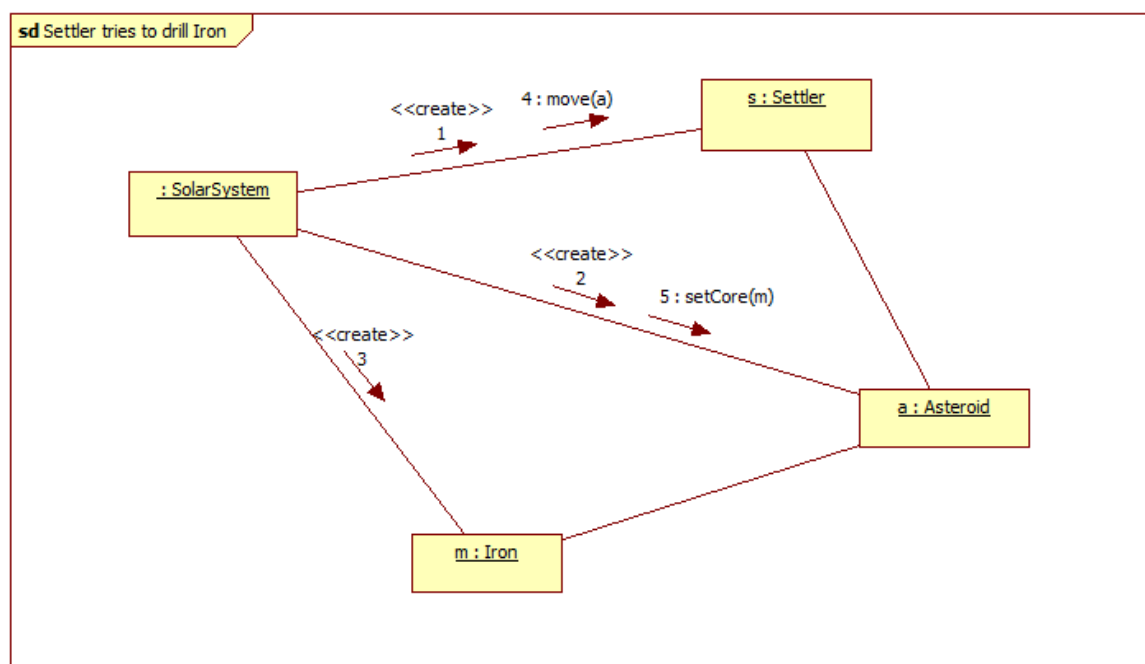 sd Settler tries to drill Iron
4 : move(a)
<<create>>
1
s : Settler
: SolarSystem
<<create>>
2
5 : setCore(m)
<<create>>
3
a : Asteroid
m : Iron